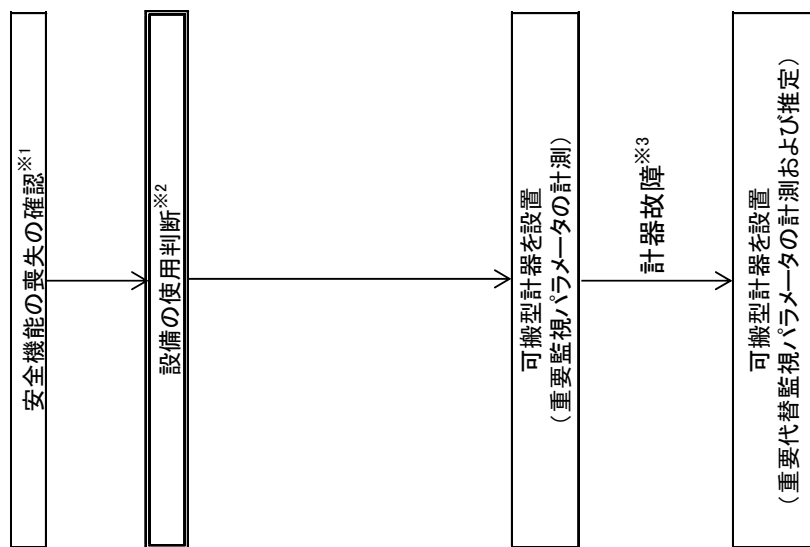 安全機能の喪失の確認※1
設備の使用判断※2
可搬型計器を設置
（重要監視パラメータの計測）
計器故障※3
可搬型計器を設置
（重要代替監視パラメータの計測および推定）